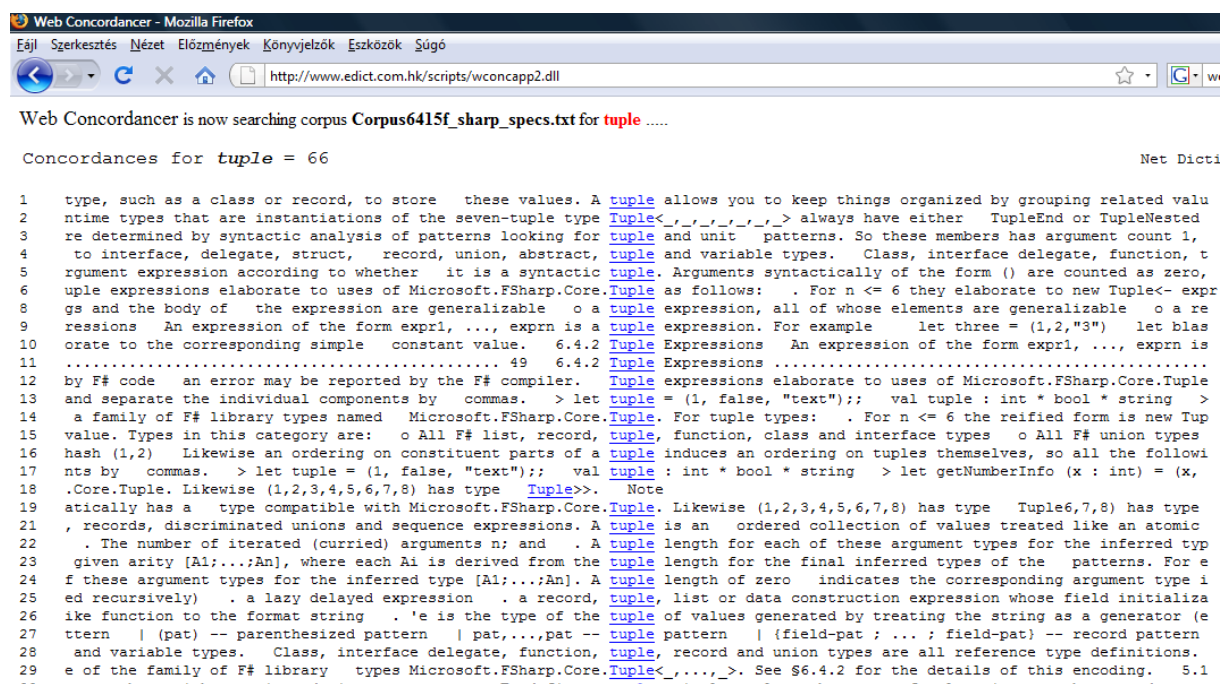 Web Concordancer - Mozilla Firefox
Fájl Szerkesztés Nézet Előzmények Könyvjelzők Eszközök Súgó
http://www.edict.com.hk/scripts/wconcapp2.dll
Web Concordancer is now searching corpus Corpus6415f_sharp_specs.txt for tuple .....
Concordances for tuple = 66 Net Dicti
1 type, such as a class or record, to store these values. A tuple allows you to keep things organized by grouping related valu
2 ntime types that are instantiations of the seven-tuple type Tuple<_,_,_,_,_,_,_> always have either TupleEnd or TupleNested
3 re determined by syntactic analysis of patterns looking for tuple and unit patterns. So these members has argument count 1,
4 to interface, delegate, struct, record, union, abstract, tuple and variable types. Class, interface delegate, function, t
5 rgument expression according to whether it is a syntactic tuple. Arguments syntactically of the form () are counted as zero,
6 uple expressions elaborate to uses of Microsoft.FSharp.Core.Tuple as follows: . For n <= 6 they elaborate to new Tuple<- expr
8 gs and the body of the expression are generalizable o a tuple expression, all of whose elements are generalizable o a re
9 ressions An expression of the form expr1, ..., exprn is a tuple expression. For example let three = (1,2,"3") let blas
10 orate to the corresponding simple constant value. 6.4.2 Tuple Expressions An expression of the form expr1, ..., exprn is
11 ................................................ 49 6.4.2 Tuple Expressions ................................................
12 by F# code an error may be reported by the F# compiler. Tuple expressions elaborate to uses of Microsoft.FSharp.Core.Tuple
13 and separate the individual components by commas. > let tuple = (1, false, "text");; val tuple : int * bool * string >
14 a family of F# library types named Microsoft.FSharp.Core.Tuple. For tuple types: . For n <= 6 the reified form is new Tup
15 value. Types in this category are: o All F# list, record, tuple, function, class and interface types o All F# union types
16 hash (1,2) Likewise an ordering on constituent parts of a tuple induces an ordering on tuples themselves, so all the followi
17 nts by commas. > let tuple = (1, false, "text");; val tuple : int * bool * string > let getNumberInfo (x : int) = (x,
18 .Core.Tuple. Likewise (1,2,3,4,5,6,7,8) has type Tuple>>. Note
19 atically has a type compatible with Microsoft.FSharp.Core.Tuple. Likewise (1,2,3,4,5,6,7,8) has type Tuple6,7,8) has type
21 , records, discriminated unions and sequence expressions. A tuple is an ordered collection of values treated like an atomic
22 . The number of iterated (curried) arguments n; and . A tuple length for each of these argument types for the inferred typ
23 given arity [A1;...;An], where each Ai is derived from the tuple length for the final inferred types of the patterns. For e
24 f these argument types for the inferred type [A1;...;An]. A tuple length of zero indicates the corresponding argument type i
25 ed recursively) . a lazy delayed expression . a record, tuple, list or data construction expression whose field initializa
26 ike function to the format string . 'e is the type of the tuple of values generated by treating the string as a generator (e
27 ttern | (pat) -- parenthesized pattern | pat,...,pat -- tuple pattern | {field-pat ; ... ; field-pat} -- record pattern
28 and variable types. Class, interface delegate, function, tuple, record and union types are all reference type definitions.
29 e of the family of F# library types Microsoft.FSharp.Core.Tuple<_,...,_>. See §6.4.2 for the details of this encoding. 5.1